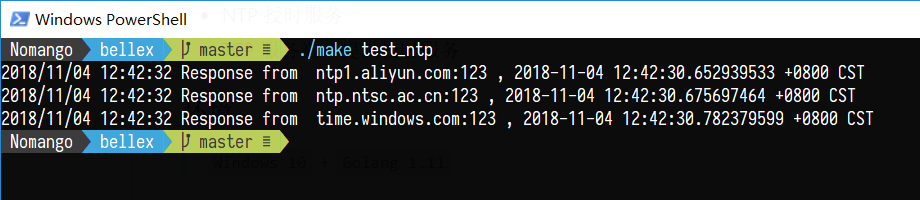 NTP 授时服务
Windows PowerShell
Nomango bellex master ≡ ./make test_ntp
2018/11/04 12:42:32 Response from ntp1.aliyun.com:123 , 2018-11-04 12:42:30.652939533 +0800 CST
2018/11/04 12:42:32 Response from ntp.ntsc.ac.cn:123 , 2018-11-04 12:42:30.675697464 +0800 CST
2018/11/04 12:42:32 Response from time.windows.com:123 , 2018-11-04 12:42:30.782379599 +0800 CST
Nomango bellex master ≡
Windows 10 + Golang 1.11